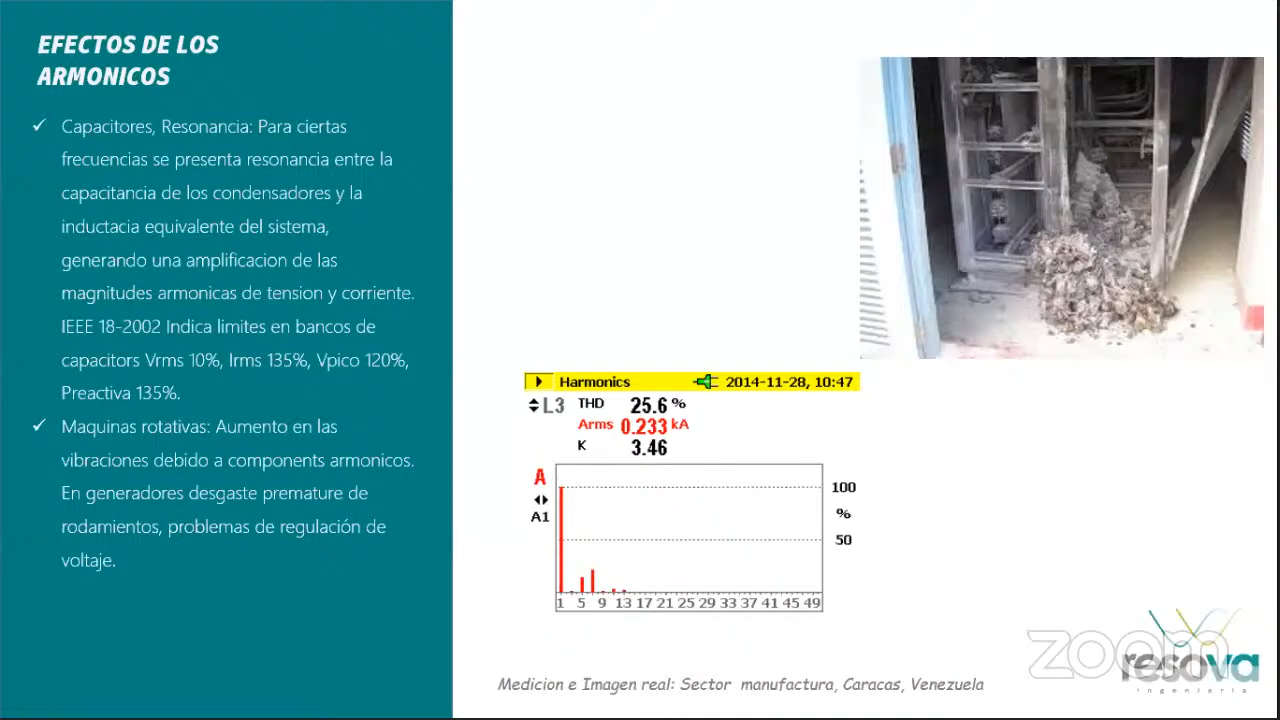 EFECTOS DE LOS
ARMONICOS
✓ Capacitores, Resonancia: Para ciertas
frecuencias se presenta resonancia entre la
capacitancia de los condensadores y la
inductacia equivalente del sistema,
generando una amplificacion de las
magnitudes armonicas de tension y corriente.
IEEE 18-2002 Indica limites en bancos de
capacitors Vrms 10%, Irms 135%, Vpico 120%,
Preactiva 135%.
✓ Maquinas rotativas: Aumento en las
vibraciones debido a components armonicos.
En generadores desgaste premature de
rodamientos, problemas de regulación de
voltaje.
Harmonics 2014-11-28, 10:47
L3 THD 25.6 %
Arms 0.233 kA
K 3.46
A
A1
100
%
50
1 5 9 13 17 21 25 29 33 37 41 45 49
zoom
resova
ingeniería
Medicion e Imagen real: Sector manufactura, Caracas, Venezuela